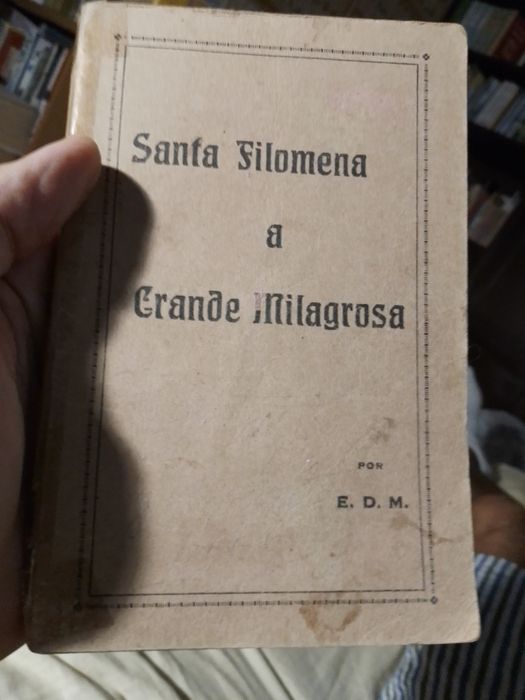 Santa Filomena
a
Grande Milagrosa
POR
E. D. M.